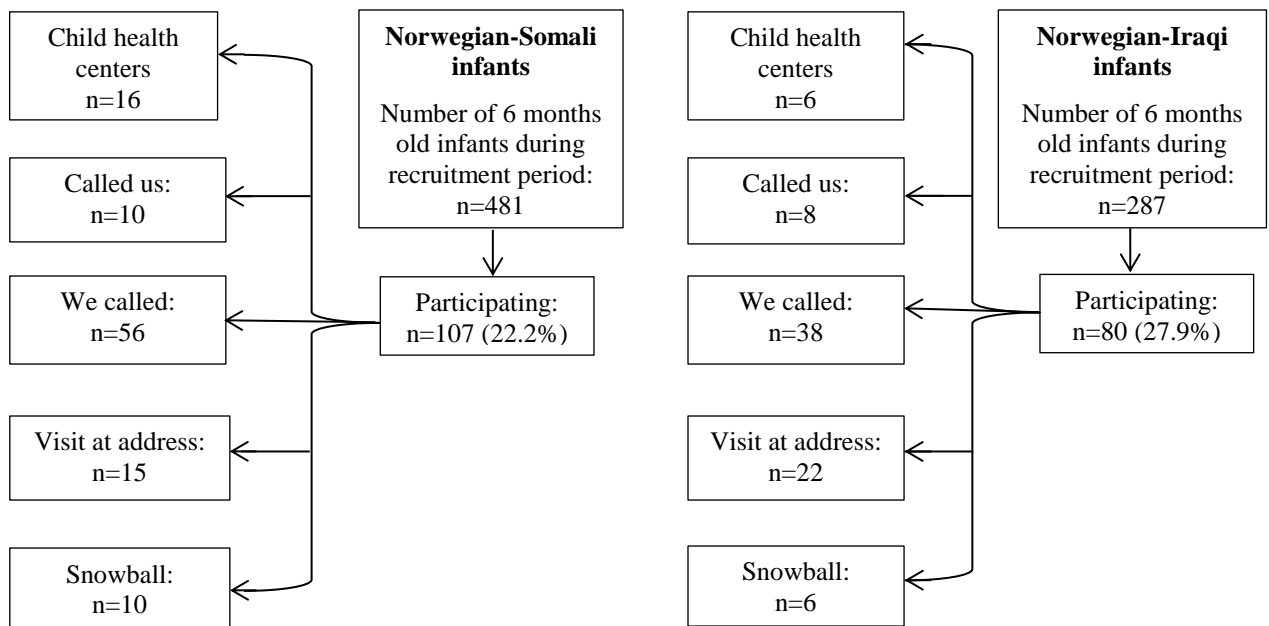 Child health
centers
n=16
Called us:
n=10
We called:
n=56
Visit at address:
n=15
Snowball:
n=10
Norwegian-Somali
infants
Number of 6 months
old infants during
recruitment period:
n=481
Participating:
n=107 (22.2%)
Child health
centers
n=6
Called us:
n=8
We called:
n=38
Visit at address:
n=22
Snowball:
n=6
Norwegian-Iraqi
infants
Number of 6 months
old infants during
recruitment period:
n=287
Participating:
n=80 (27.9%)